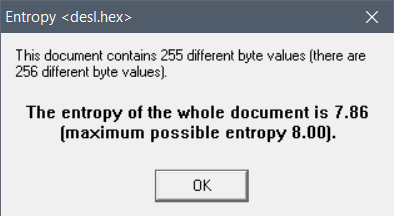 Entropy <desl.hex>
This document contains 255 different byte values (there are
256 different byte values).
The entropy of the whole document is 7.86
(maximum possible entropy 8.00).
OK